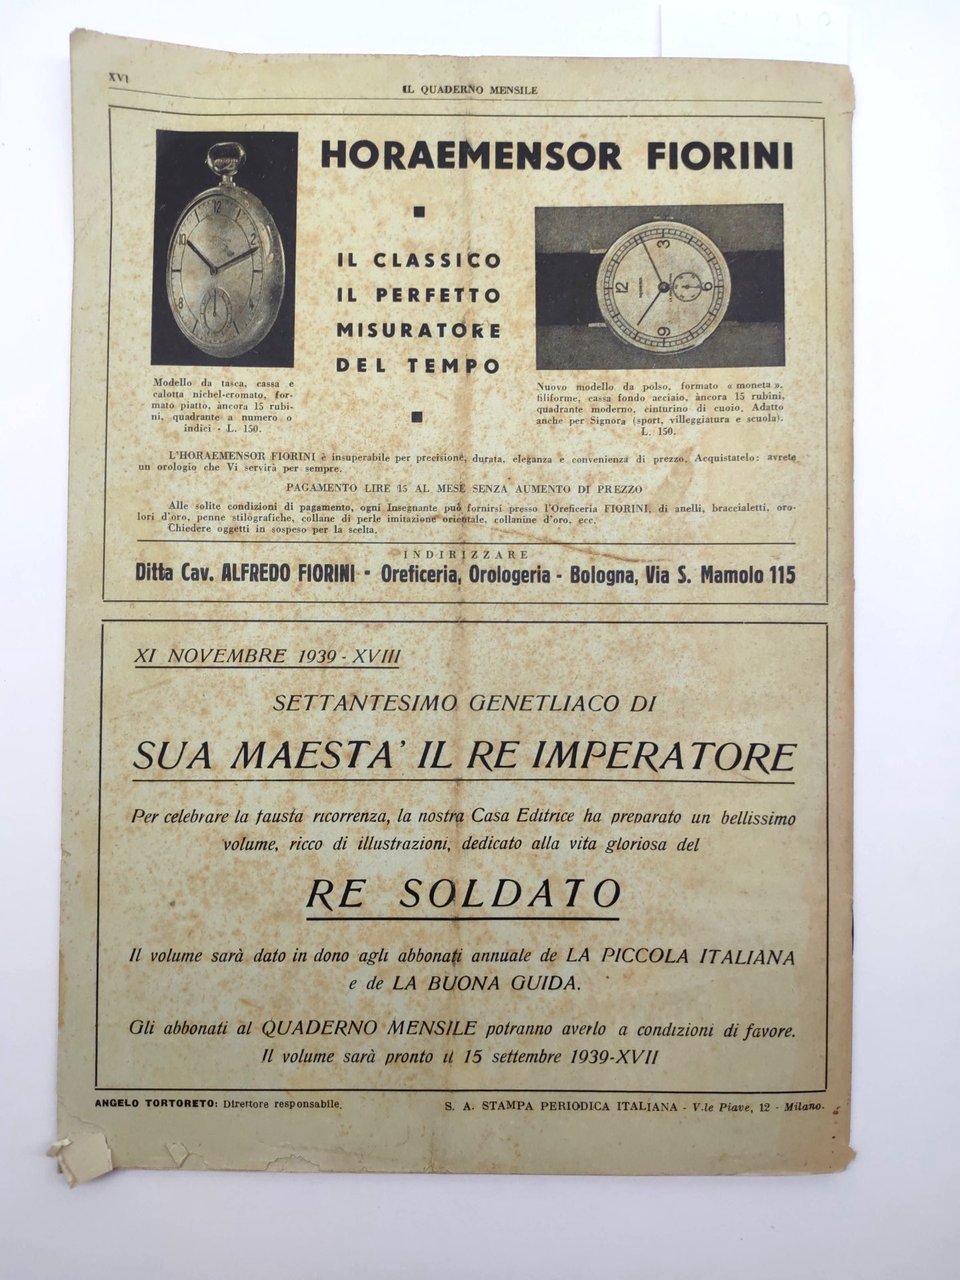 XVI
IL QUADERNO MENSILE
HORAEMENSOR FIORINI
IL CLASSICO
IL PERFETTO
MISURATORE
DEL TEMPO
Modello da tasca, cassa e
calotta nichel-cromato, for-
mato piatto, àncora 15 rubi-
ni, quadrante a numero o
indici - L. 150.
12
2
10
8
3
6
9
12
Nuovo modello da polso, formato « moneta »,
filiforme, cassa fondo acciaio, àncora 15 rubini,
quadrante moderno, cinturino di cuoio. Adatto
anche per Signora (sport, villeggiatura e scuola).
L. 150.
L'HORAEMENSOR FIORINI è insuperabile per precisione, durata, eleganza e convenienza di prezzo. Acquistatelo: avrete
un orologio che Vi servirà per sempre.
PAGAMENTO LIRE 15 AL MESE SENZA AUMENTO DI PREZZO
Alle solite condizioni di pagamento, ogni Insegnante può fornirsi presso l'Oreficeria FIORINI, di anelli, braccialetti, oro-
lori d'oro, penne stilografiche, collane di perle imitazione orientale, collanine d'oro, ecc.
Chiedere oggetti in sospeso per la scelta.
INDIRIZZARE
Ditta Cav. ALFREDO FIORINI - Oreficeria, Orologeria - Bologna, Via S. Mamolo 115
XI NOVEMBRE 1939 - XVIII
SETTANTESIMO GENETLIACO DI
SUA MAESTA' IL RE IMPERATORE
Per celebrare la fausta ricorrenza, la nostra Casa Editrice ha preparato un bellissimo
volume, ricco di illustrazioni, dedicato alla vita gloriosa del
RE SOLDATO
Il volume sarà dato in dono agli abbonati annuale de LA PICCOLA ITALIANA
e de LA BUONA GUIDA.
Gli abbonati al QUADERNO MENSILE potranno averlo a condizioni di favore.
Il volume sarà pronto il 15 settembre 1939-XVII
ANGELO TORTORETO: Direttore responsabile.
S. A. STAMPA PERIODICA ITALIANA - V.le Piave, 12 - Milano.